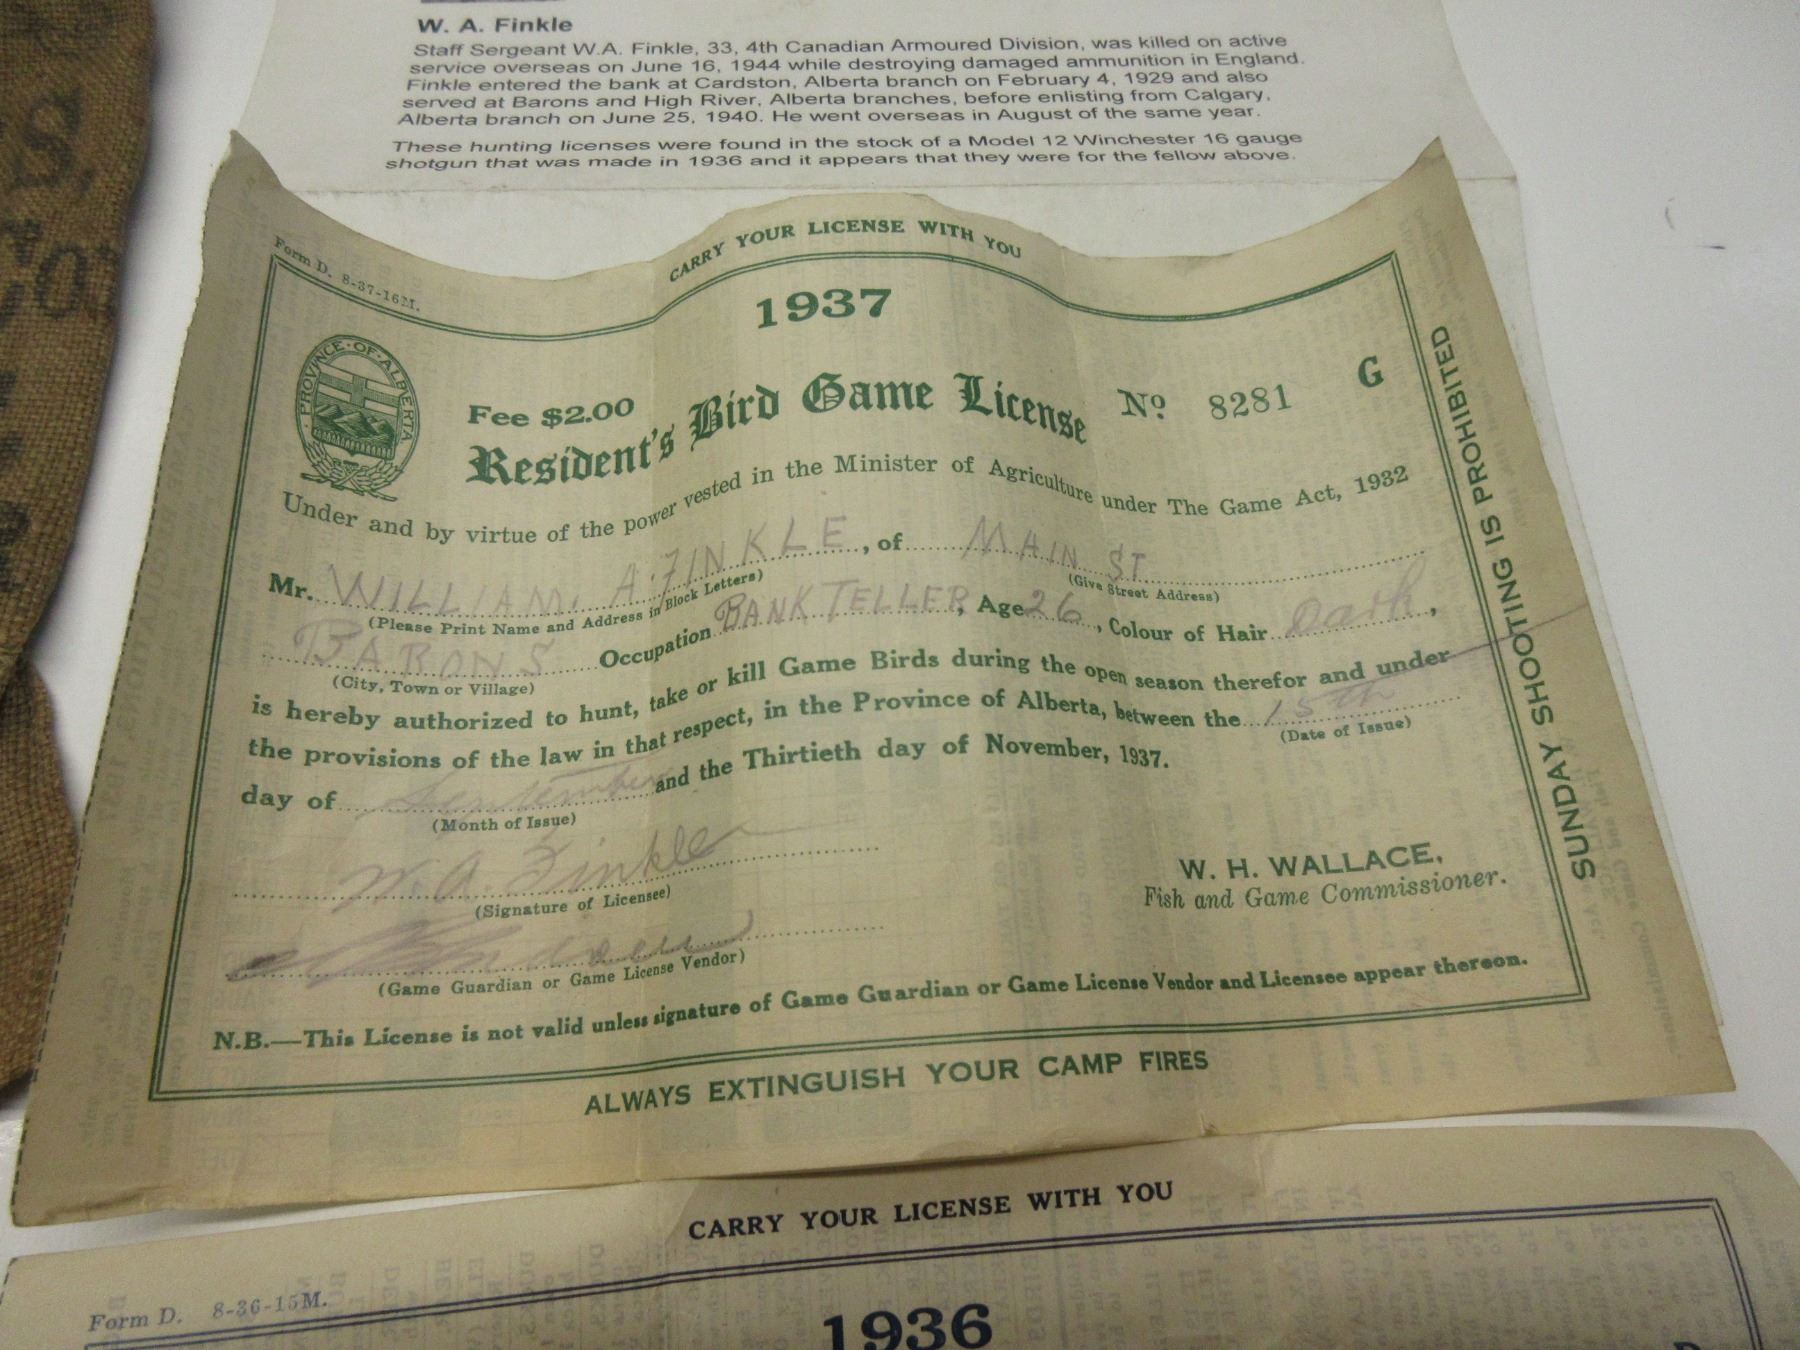 W. A. Finkle
Staff Sergeant W.A. Finkle, 33, 4th Canadian Armoured Division, was killed on active
service overseas on June 16, 1944 while destroying damaged ammunition in England.
Finkle entered the bank at Cardston, Alberta branch on February 4, 1929 and also
served at Barons and High River, Alberta branches, before enlisting from Calgary,
Alberta branch on June 25, 1940. He went overseas in August of the same year.
These hunting licenses were found in the stock of a Model 12 Winchester 16 gauge
shotgun that was made in 1936 and it appears that they were for the fellow above.
CARRY YOUR LICENSE WITH YOU
Form D. 8-37-16M.
1937
PROVINCE·OF·ALBERTA
Fee $2.00
Resident's Bird Game License
No 8281 G
Under and by virtue of the power vested in the Minister of Agriculture under The Game Act, 1932
Mr. WILLIAM. A. FINKLE, of MAIN ST
(Please Print Name and Address in Block Letters) (Give Street Address)
BARONS Occupation BANK TELLER, Age 26, Colour of Hair Dark,
(City, Town or Village)
is hereby authorized to hunt, take or kill Game Birds during the open season therefor and under
the provisions of the law in that respect, in the Province of Alberta, between the 15th
(Date of Issue)
day of September and the Thirtieth day of November, 1937.
(Month of Issue)
W. A. Finkle
(Signature of Licensee)
W. H. WALLACE,
Fish and Game Commissioner.
(Game Guardian or Game License Vendor)
N.B.—This License is not valid unless signature of Game Guardian or Game License Vendor and Licensee appear thereon.
ALWAYS EXTINGUISH YOUR CAMP FIRES
SUNDAY SHOOTING IS PROHIBITED
CARRY YOUR LICENSE WITH YOU
Form D. 8-36-15M.
1936